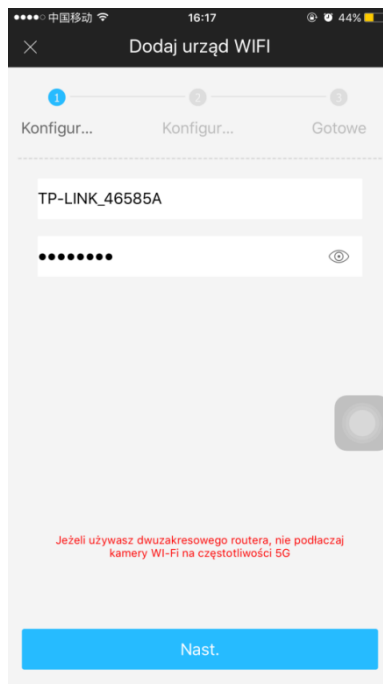 中国移动 16:17 44%
Dodaj urząd WIFI
1 2 3
Konfigur... Konfigur... Gotowe
TP-LINK_46585A
●●●●●●●●
Jeżeli używasz dwuzakresowego routera, nie podłaczaj
kamery WI-Fi na częstotliwości 5G
Nast.